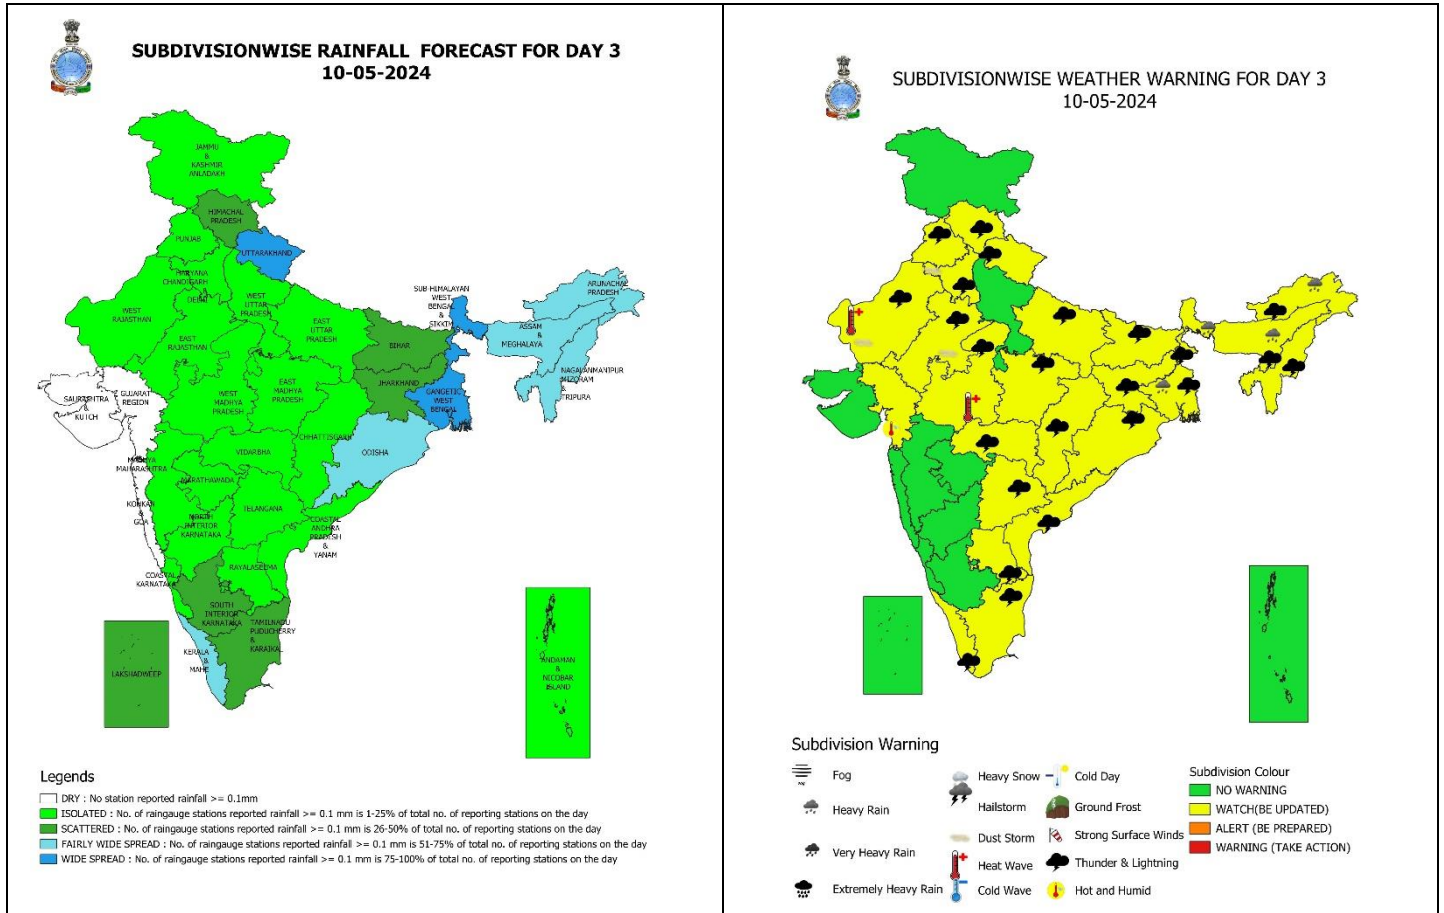 SUBDIVISIONWISE RAINFALL FORECAST FOR DAY 3
10-05-2024
JAMMU
&
KASHMIR
ANLADAKH
HIMACHAL
PRADESH
PUNJAB
UTTARAKHAND
HARYANA
CHANDIGARH
&
DELHI
WEST
RAJASTHAN
WEST
UTTAR
PRADESH
EAST
UTTAR
PRADESH
EAST
RAJASTHAN
SUB-HIMALAYAN
WEST
BENGAL
&
SIKKIM
ARUNACHAL
PRADESH
ASSAM
&
MEGHALAYA
NAGALANMANIPUR
MIZORAM
&
TRIPURA
BIHAR
JHARKHAND
GANGETIC
WEST
BENGAL
SAURASHTRA
&
KUTCH
GUJARAT
REGION
WEST
MADHYA
PRADESH
EAST
MADHYA
PRADESH
CHHATTISGARH
ODISHA
VIDARBHA
MADHYA
MAHARASHTRA
MARATHAWADA
KONKAN
&
GOA
NORTH
INTERIOR
KARNATAKA
TELANGANA
COASTAL
ANDHRA
PRADESH
&
YANAM
RAYALASEEMA
COASTAL
KARNATAKA
SOUTH
INTERIOR
KARNATAKA
TAMILNADU
PUDUCHERRY
&
KARAIKAL
KERALA
&
MAHE
LAKSHADWEEP
ANDAMAN
&
NICOBAR
ISLAND
Legends
DRY : No station reported rainfall >= 0.1mm
ISOLATED : No. of raingauge stations reported rainfall >= 0.1 mm is 1-25% of total no. of reporting stations on the day
SCATTERED : No. of raingauge stations reported rainfall >= 0.1 mm is 26-50% of total no. of reporting stations on the day
FAIRLY WIDE SPREAD : No. of raingauge stations reported rainfall >= 0.1 mm is 51-75% of total no. of reporting stations on the day
WIDE SPREAD : No. of raingauge stations reported rainfall >= 0.1 mm is 75-100% of total no. of reporting stations on the day
SUBDIVISIONWISE WEATHER WARNING FOR DAY 3
10-05-2024
Subdivision Warning
Fog
Heavy Rain
Very Heavy Rain
Extremely Heavy Rain
Heavy Snow
Hailstorm
Dust Storm
Heat Wave
Cold Wave
Cold Day
Ground Frost
Strong Surface Winds
Thunder & Lightning
Hot and Humid
Subdivision Colour
NO WARNING
WATCH(BE UPDATED)
ALERT (BE PREPARED)
WARNING (TAKE ACTION)